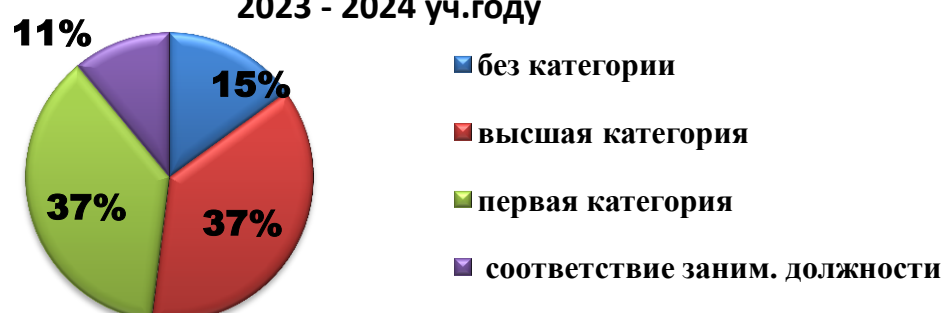 2023 - 2024 уч.году
11%
15%
37%
37%
без категории
высшая категория
первая категория
соответствие заним. должности